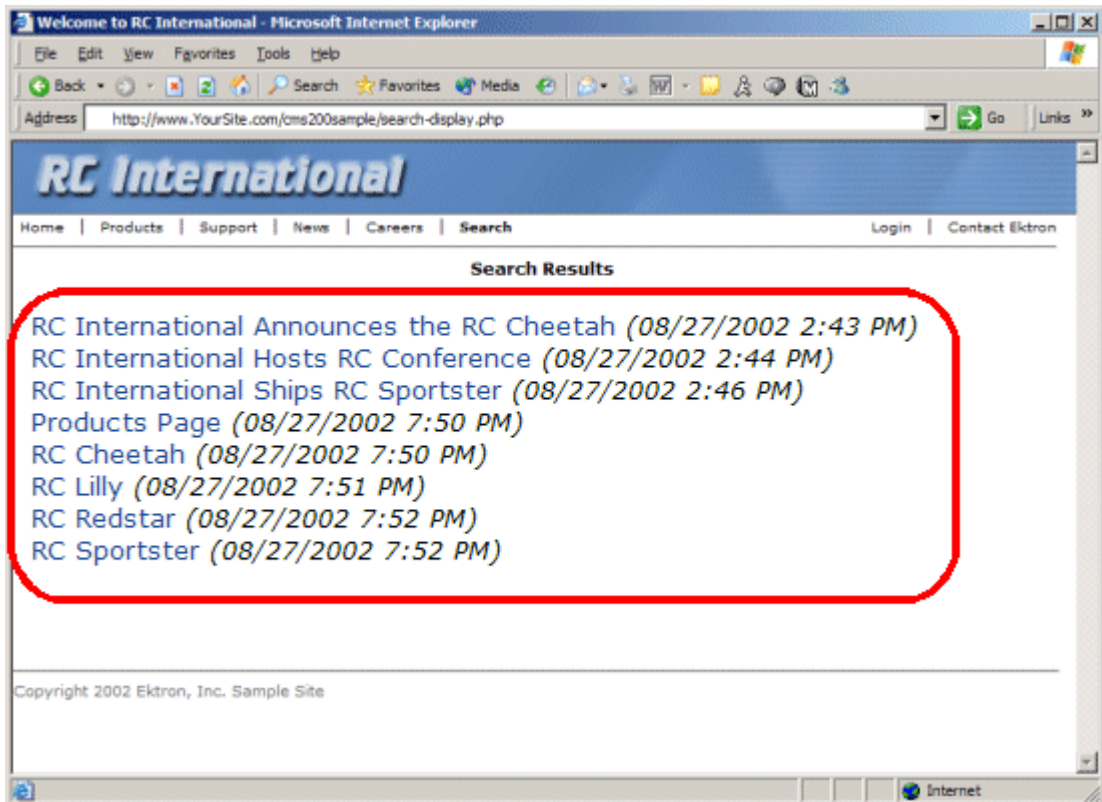 Welcome to RC International - Microsoft Internet Explorer
File Edit View Favorites Tools Help
Back Search Favorites Media
Address http://www.YourSite.com/cms200sample/search-display.php Go Links »
RC International
Home | Products | Support | News | Careers | Search Login | Contact Ektron
Search Results
RC International Announces the RC Cheetah (08/27/2002 2:43 PM)
RC International Hosts RC Conference (08/27/2002 2:44 PM)
RC International Ships RC Sportster (08/27/2002 2:46 PM)
Products Page (08/27/2002 7:50 PM)
RC Cheetah (08/27/2002 7:50 PM)
RC Lilly (08/27/2002 7:51 PM)
RC Redstar (08/27/2002 7:52 PM)
RC Sportster (08/27/2002 7:52 PM)
Copyright 2002 Ektron, Inc. Sample Site
Internet